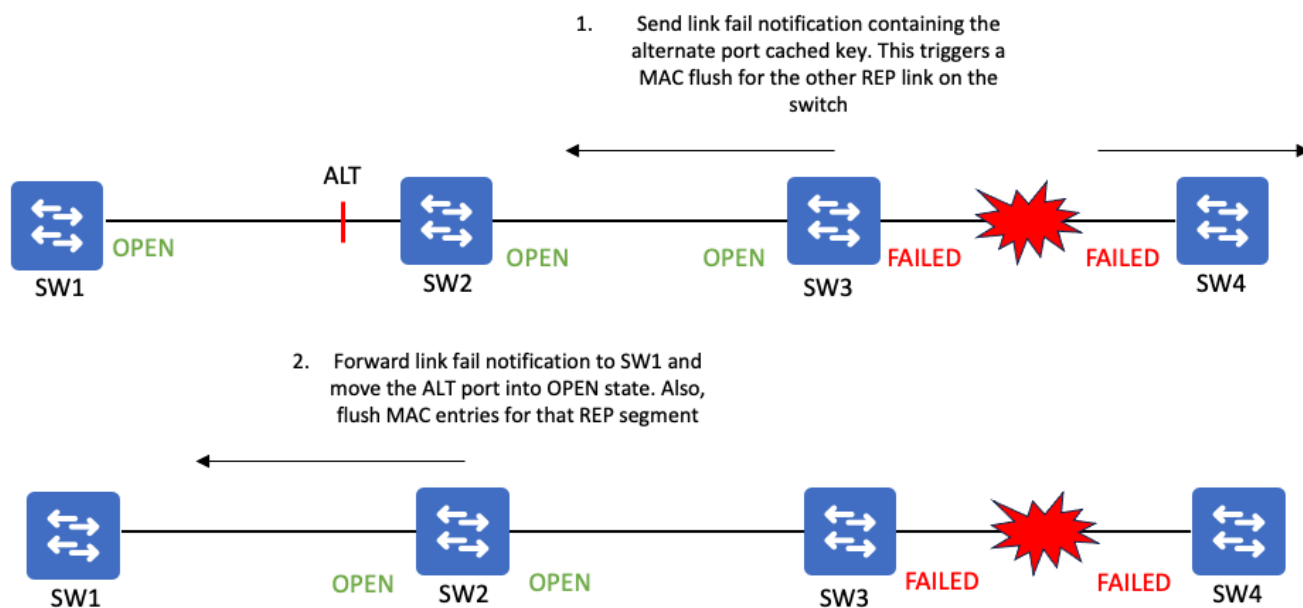 1. Send link fail notification containing the
alternate port cached key. This triggers a
MAC flush for the other REP link on the
switch
ALT
OPEN
OPEN
OPEN
FAILED
FAILED
SW1
SW2
SW3
SW4
2. Forward link fail notification to SW1 and
move the ALT port into OPEN state. Also,
flush MAC entries for that REP segment
OPEN
OPEN
FAILED
FAILED
SW1
SW2
SW3
SW4